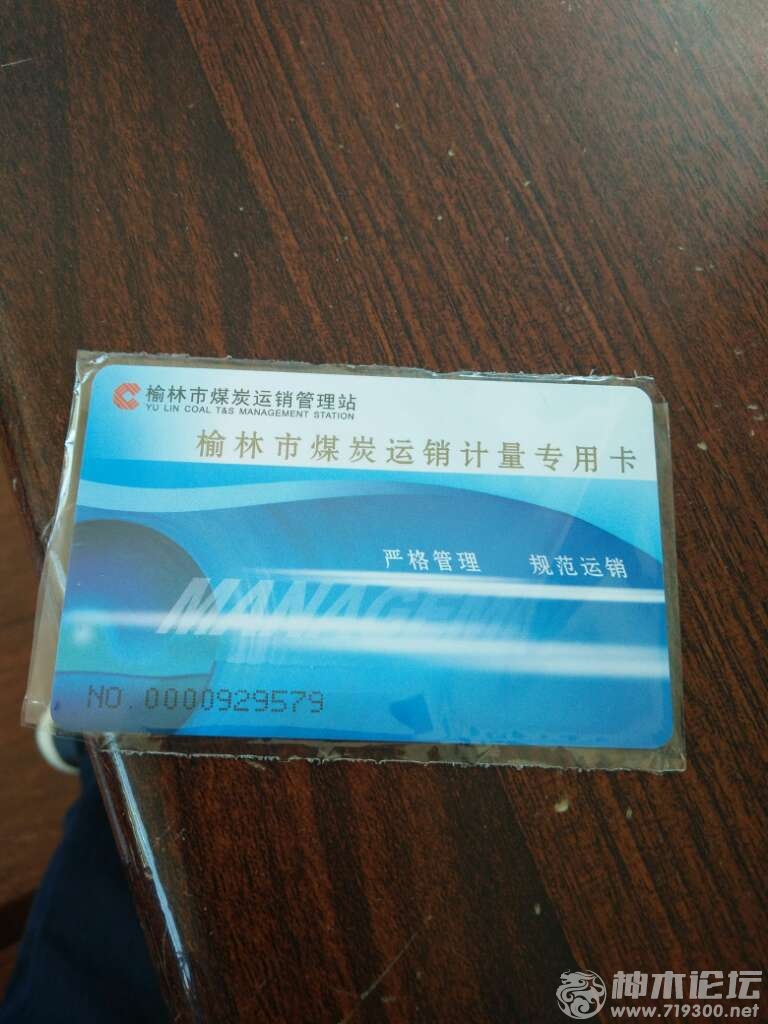 榆林市煤炭运销管理站
YU LIN COAL T&S MANAGEMENT STATION
榆林市煤炭运销计量专用卡
严格管理 规范运销
MANAGEM
NO.0000929579
神木论坛
www.719300.net